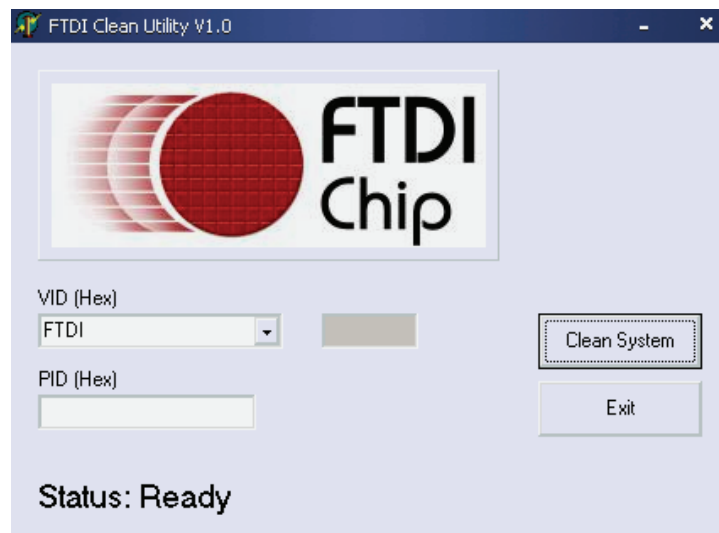 FTDI Clean Utility V1.0
FTDI
Chip
VID (Hex)
FTDI
Clean System
PID (Hex)
Exit
Status: Ready